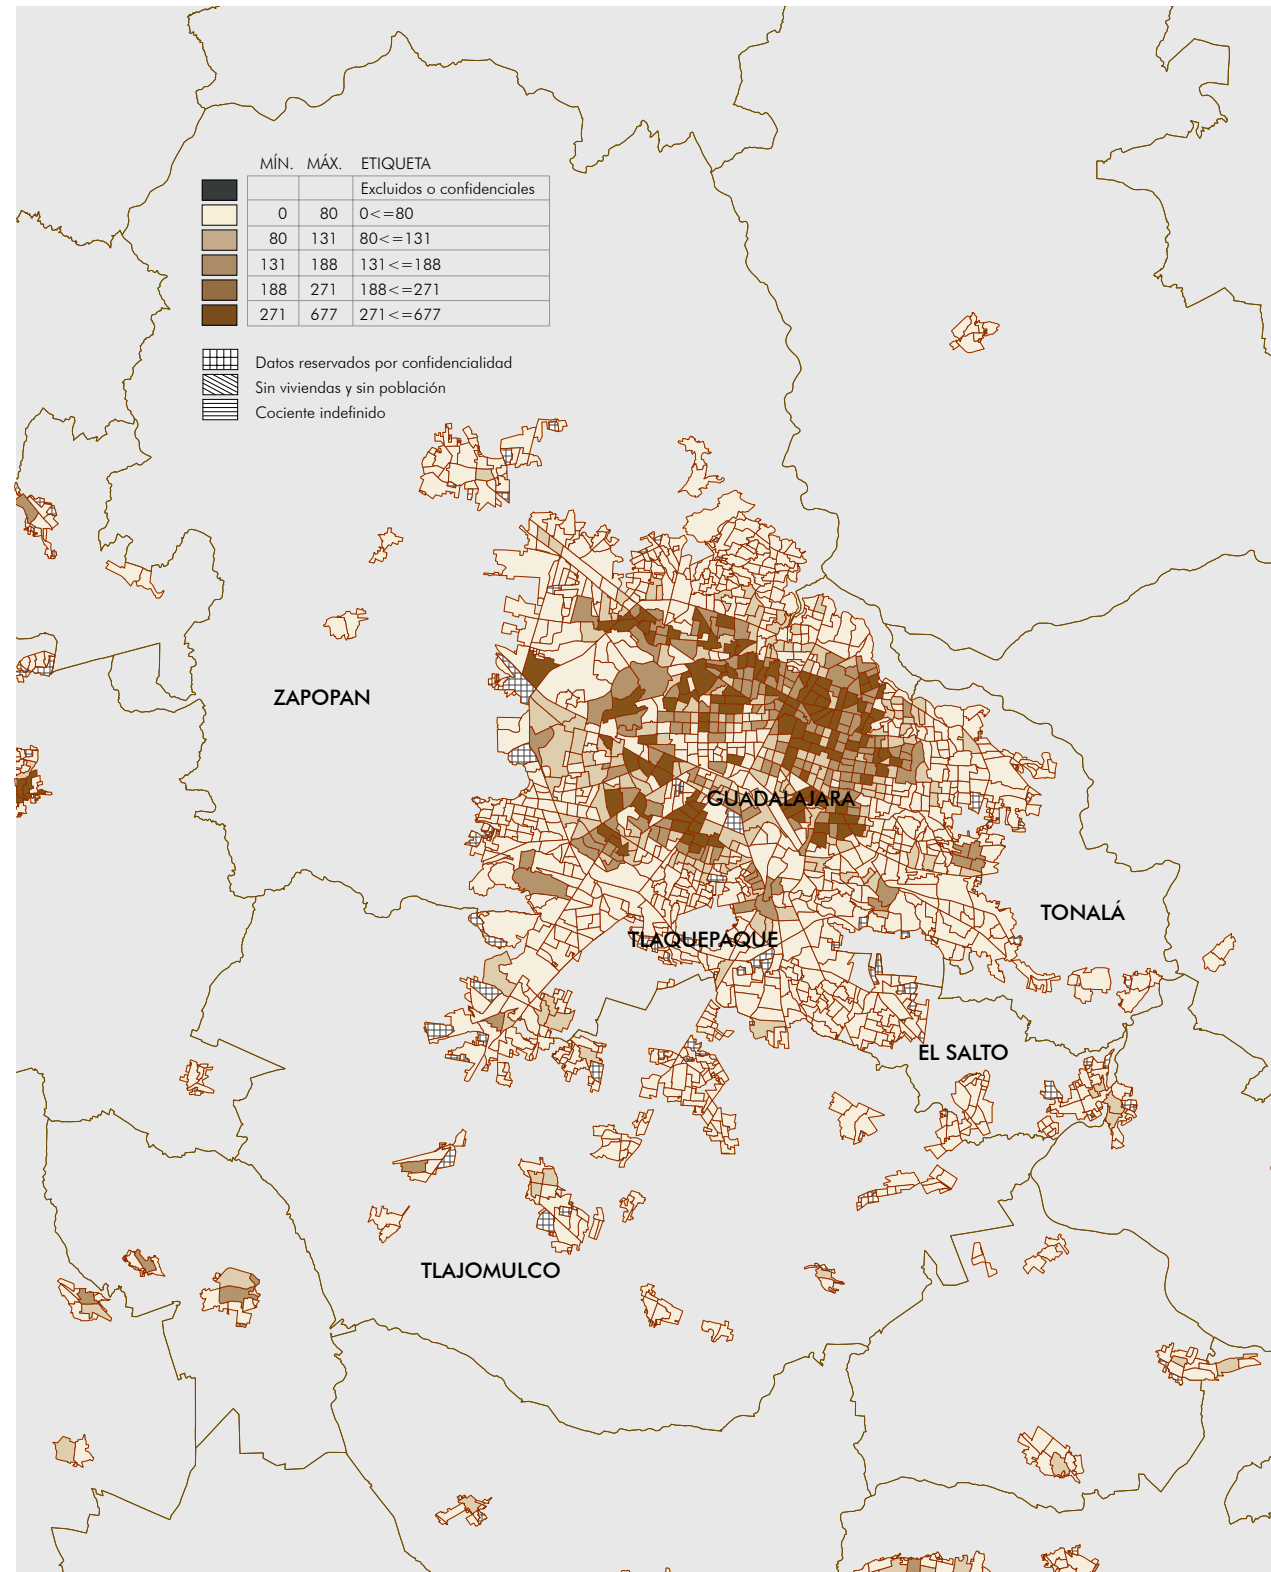 MÍN. MÁX. ETIQUETA
Excluidos o confidenciales
0 80 0<=80
80 131 80<=131
131 188 131<=188
188 271 188<=271
271 677 271<=677
Datos reservados por confidencialidad
Sin viviendas y sin población
Cociente indefinido
ZAPOPAN
GUADALAJARA
TONALÁ
TLAQUEPAQUE
EL SALTO
TLAJOMULCO